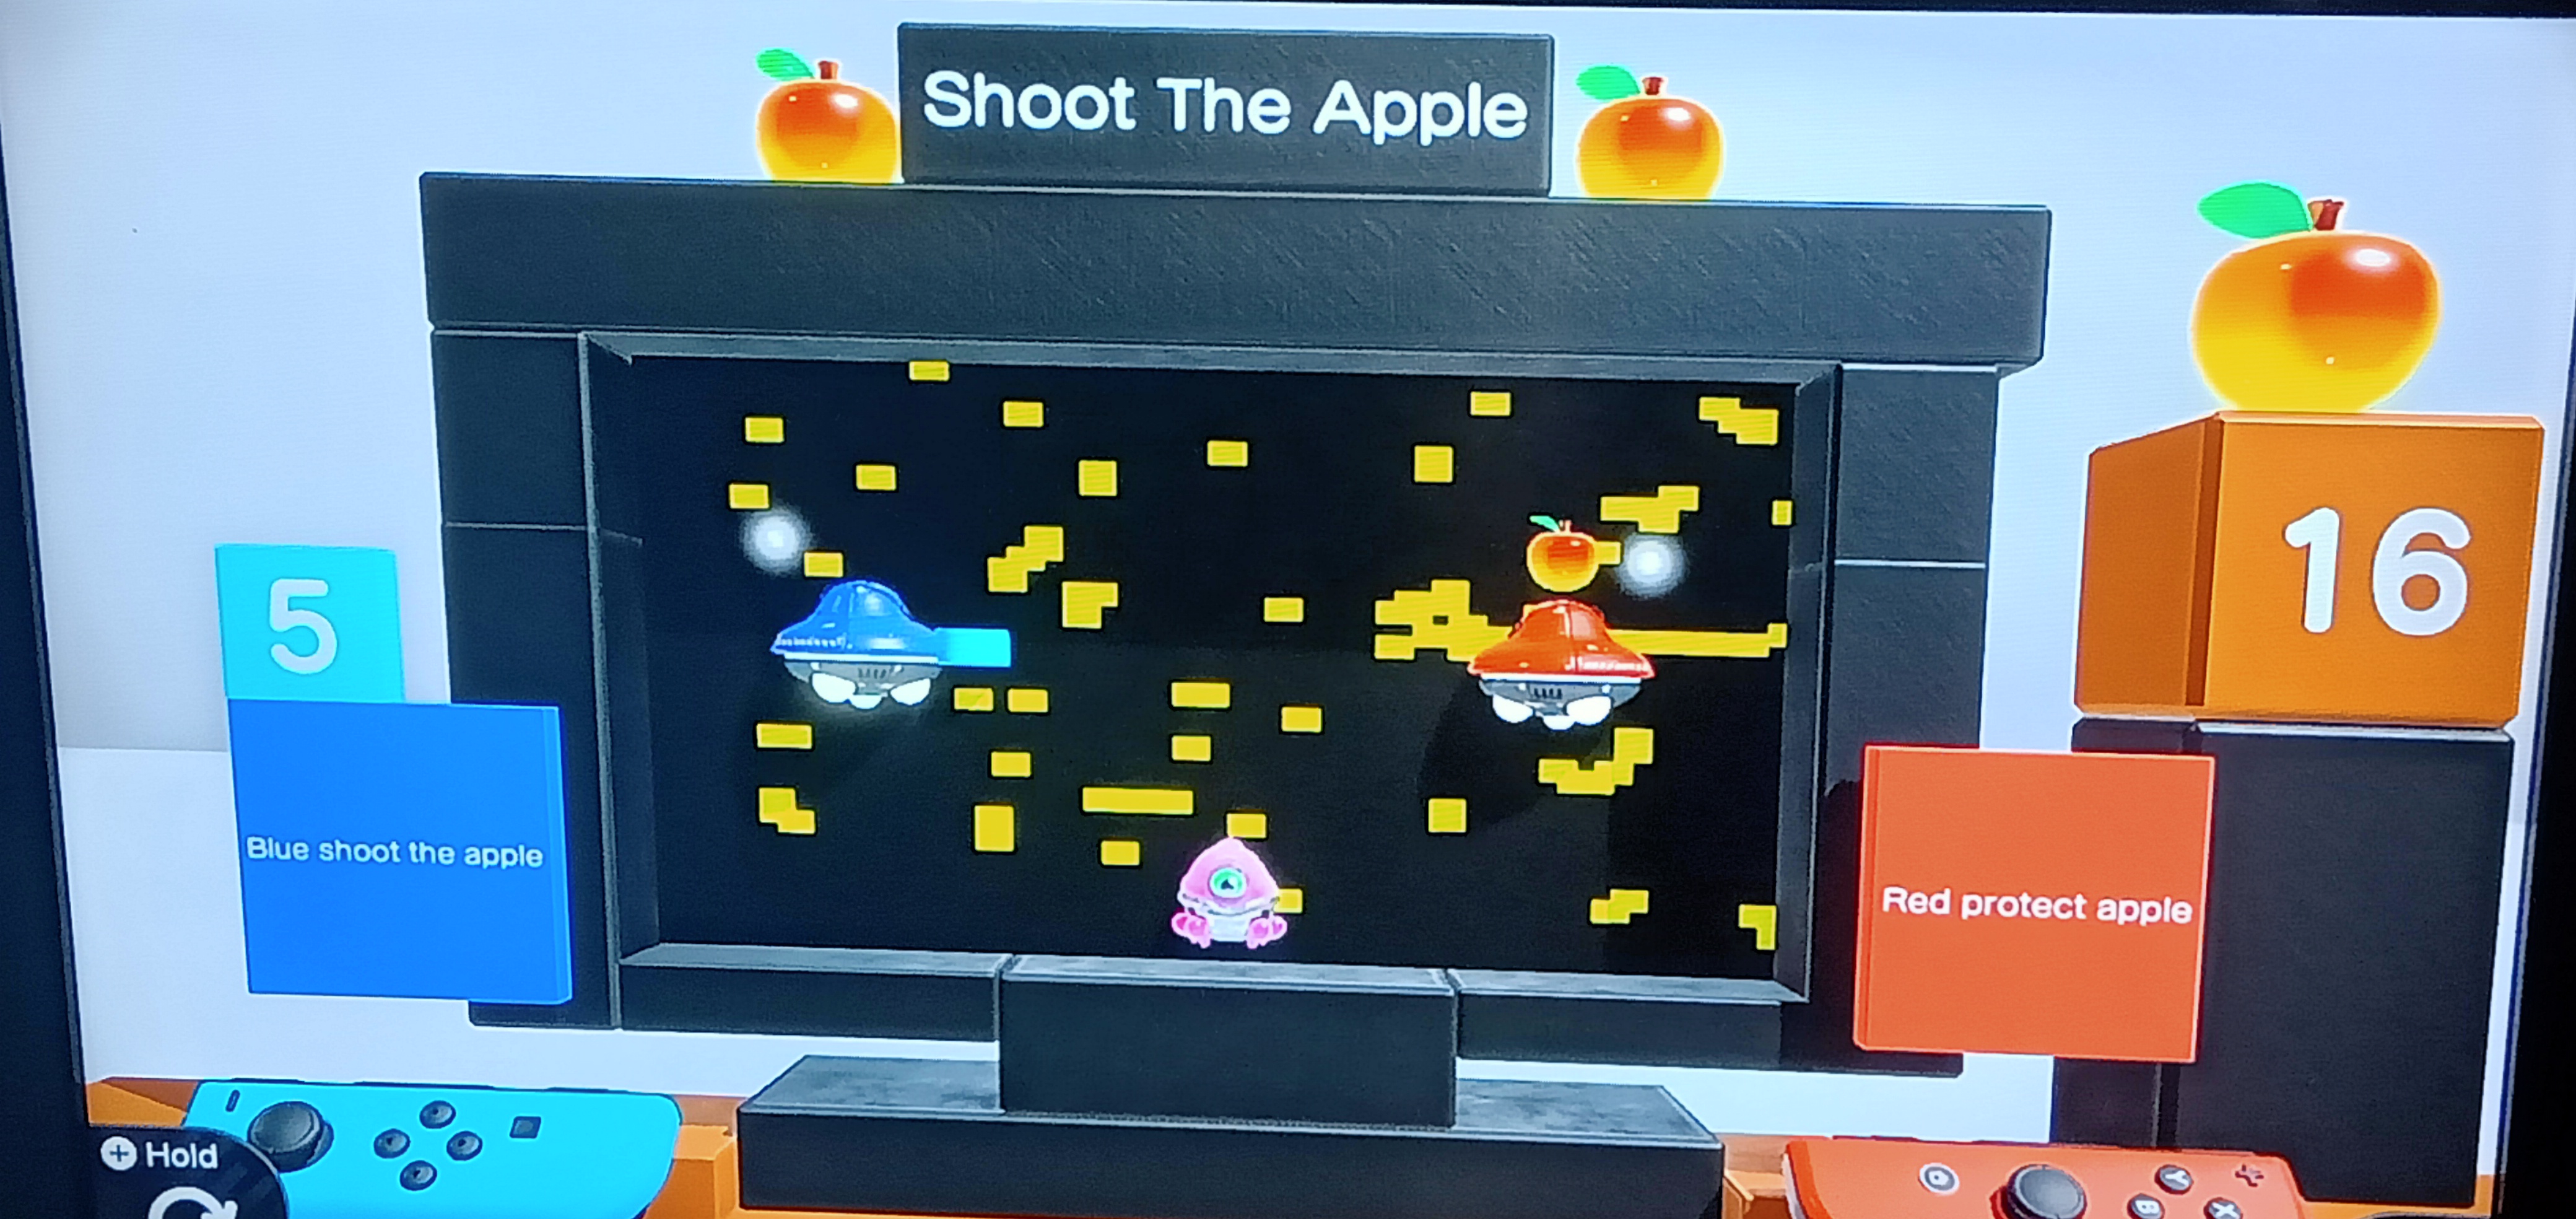 Shoot The Apple
5
16
Blue shoot the apple
Red protect apple
Hold
Y
B
X